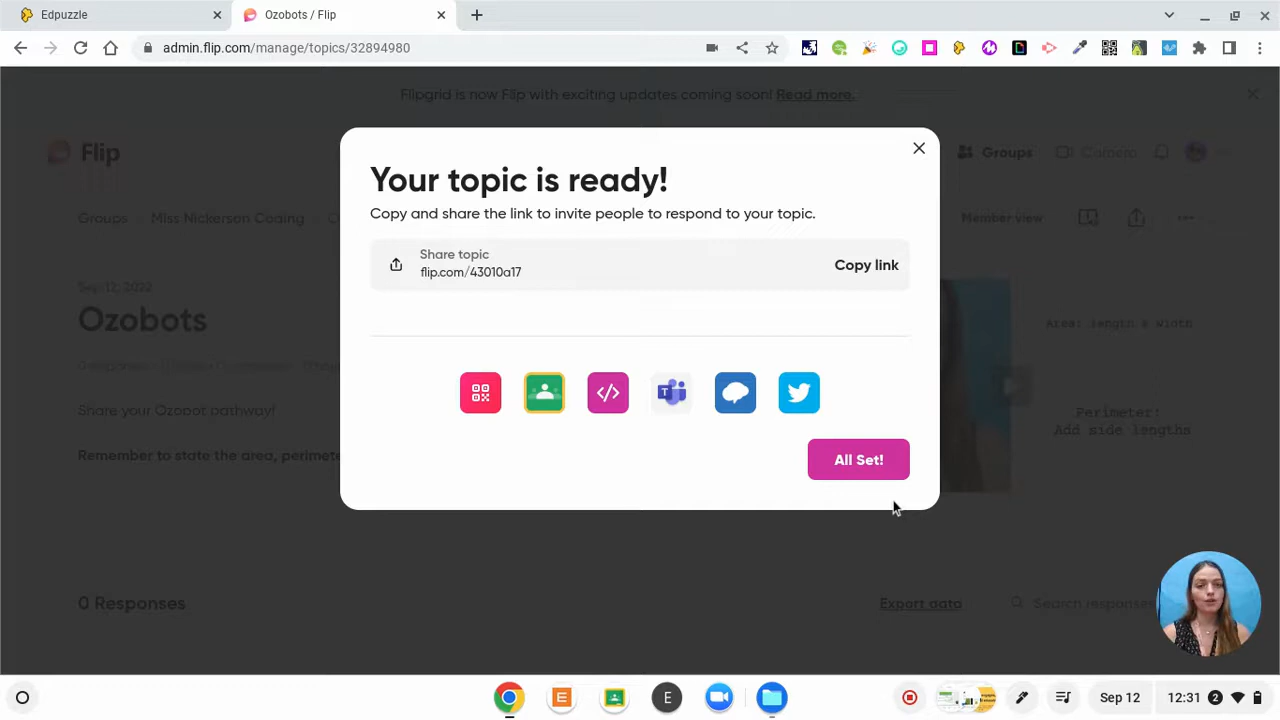 Edpuzzle
Ozobots / Flip
admin.flip.com/manage/topics/32894980
Flipgrid is now Flip with exciting updates coming soon! Read more.
Flip
Groups
Camera
Groups
Miss Nickerson Coding
Member view
Your topic is ready!
Copy and share the link to invite people to respond to your topic.
Share topic
flip.com/43010a17
Copy link
All Set!
Sep 12, 2022
Ozobots
0 responses
Share your Ozobot pathway!
Remember to state the area, perimete
Area: length × width
Perimeter:
Add side lengths
0 Responses
Export data
Search responses
E
E
T
Sep 12
12:31
2